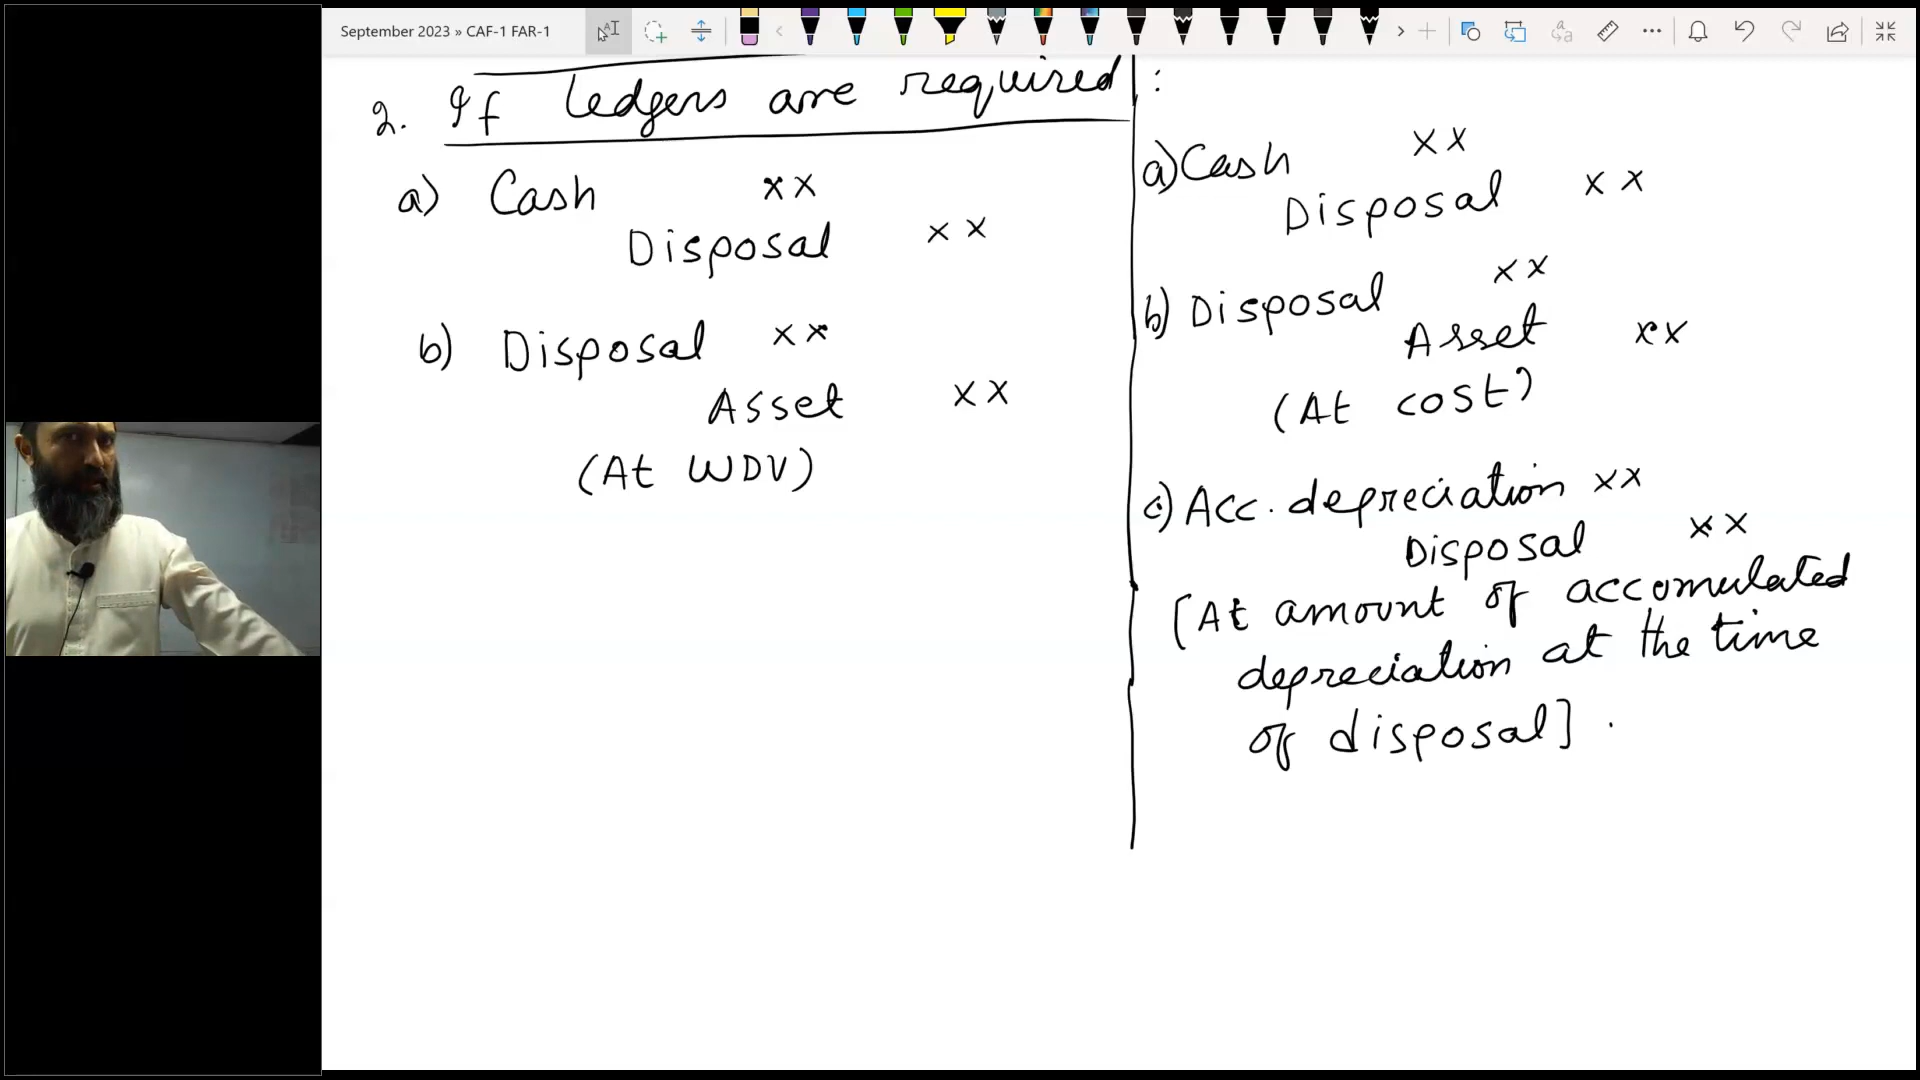 September 2023 » CAF-1 FAR-1
2. If ledgers are required :
a) Cash xx
Disposal xx
b) Disposal xx
Asset xx
(At WDV)
a) Cash xx
Disposal xx
b) Disposal xx
Asset xx
(At cost)
c) Acc. depreciation xx
Disposal xx
[At amount of accomulated
depreciation at the time
of disposal].